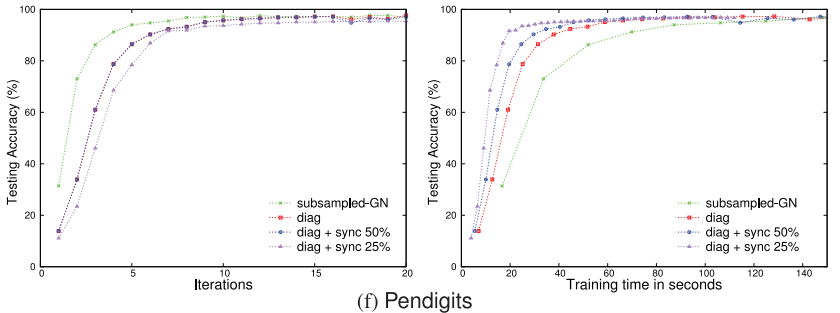 Testing Accuracy (%)
100
80
60
40
20
0
0
5
10
15
20
Iterations
subsampled-GN
diag
diag + sync 50%
diag + sync 25%
Testing Accuracy (%)
100
80
60
40
20
0
0
20
40
60
80
100
120
140
Training time in seconds
subsampled-GN
diag
diag + sync 50%
diag + sync 25%
(f) Pendigits